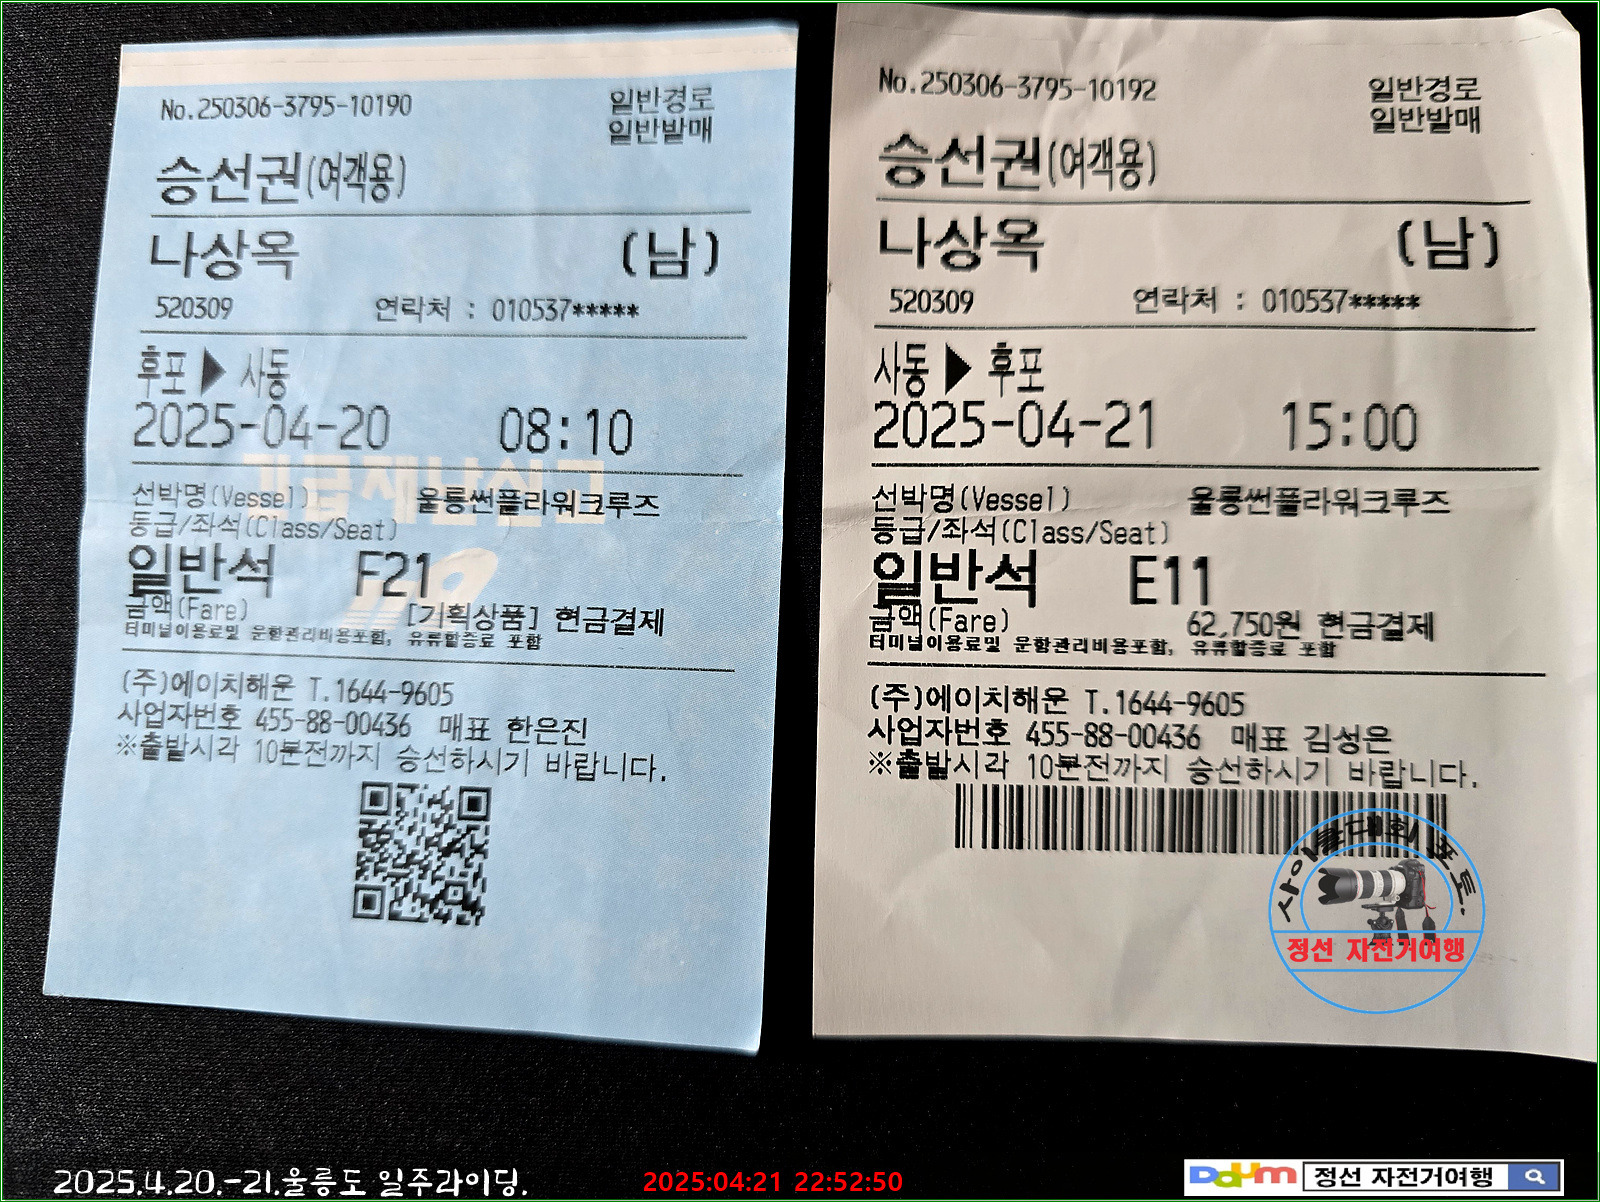 No.250306-3795-10190
일반경로
일반발매
승선권(여객용)
나상옥 (남)
520309 연락처 : 010537*****
후포 ▶ 사동
2025-04-20 08:10
긴급재난신고
선박명(Vessel) 울릉썬플라워크루즈
등급/좌석(Class/Seat)
일반석 F21
119
금액(Fare) [기획상품] 현금결제
터미널이용료및 운항관리비용포함, 유류할증료 포함
(주)에이치해운 T.1644-9605
사업자번호 455-88-00436 매표 한은진
※출발시각 10분전까지 승선하시기 바랍니다.
No.250306-3795-10192
일반경로
일반발매
승선권(여객용)
나상옥 (남)
520309 연락처 : 010537*****
사동 ▶ 후포
2025-04-21 15:00
선박명(Vessel) 울릉썬플라워크루즈
등급/좌석(Class/Seat)
일반석 E11
금액(Fare) 62,750원 현금결제
터미널이용료및 운항관리비용포함, 유류할증료 포함
(주)에이치해운 T.1644-9605
사업자번호 455-88-00436 매표 김성은
※출발시각 10분전까지 승선하시기 바랍니다.
정선 자전거여행
2025.4.20.-21.울릉도 일주라이딩.
2025:04:21 22:52:50
Daum 정선 자전거여행